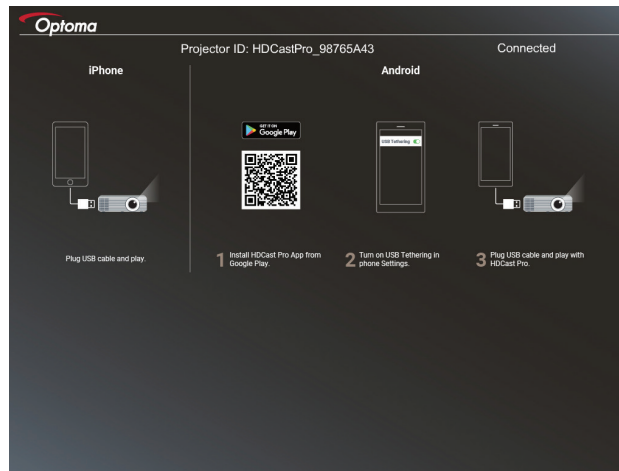 Optoma
Projector ID: HDCastPro_98765A43
Connected
iPhone
Android
GET IT ON
Google Play
USB Tethering
Plug USB cable and play.
1 Install HDCast Pro App from
Google Play.
2 Turn on USB Tethering in
phone Settings.
3 Plug USB cable and play with
HDCast Pro.